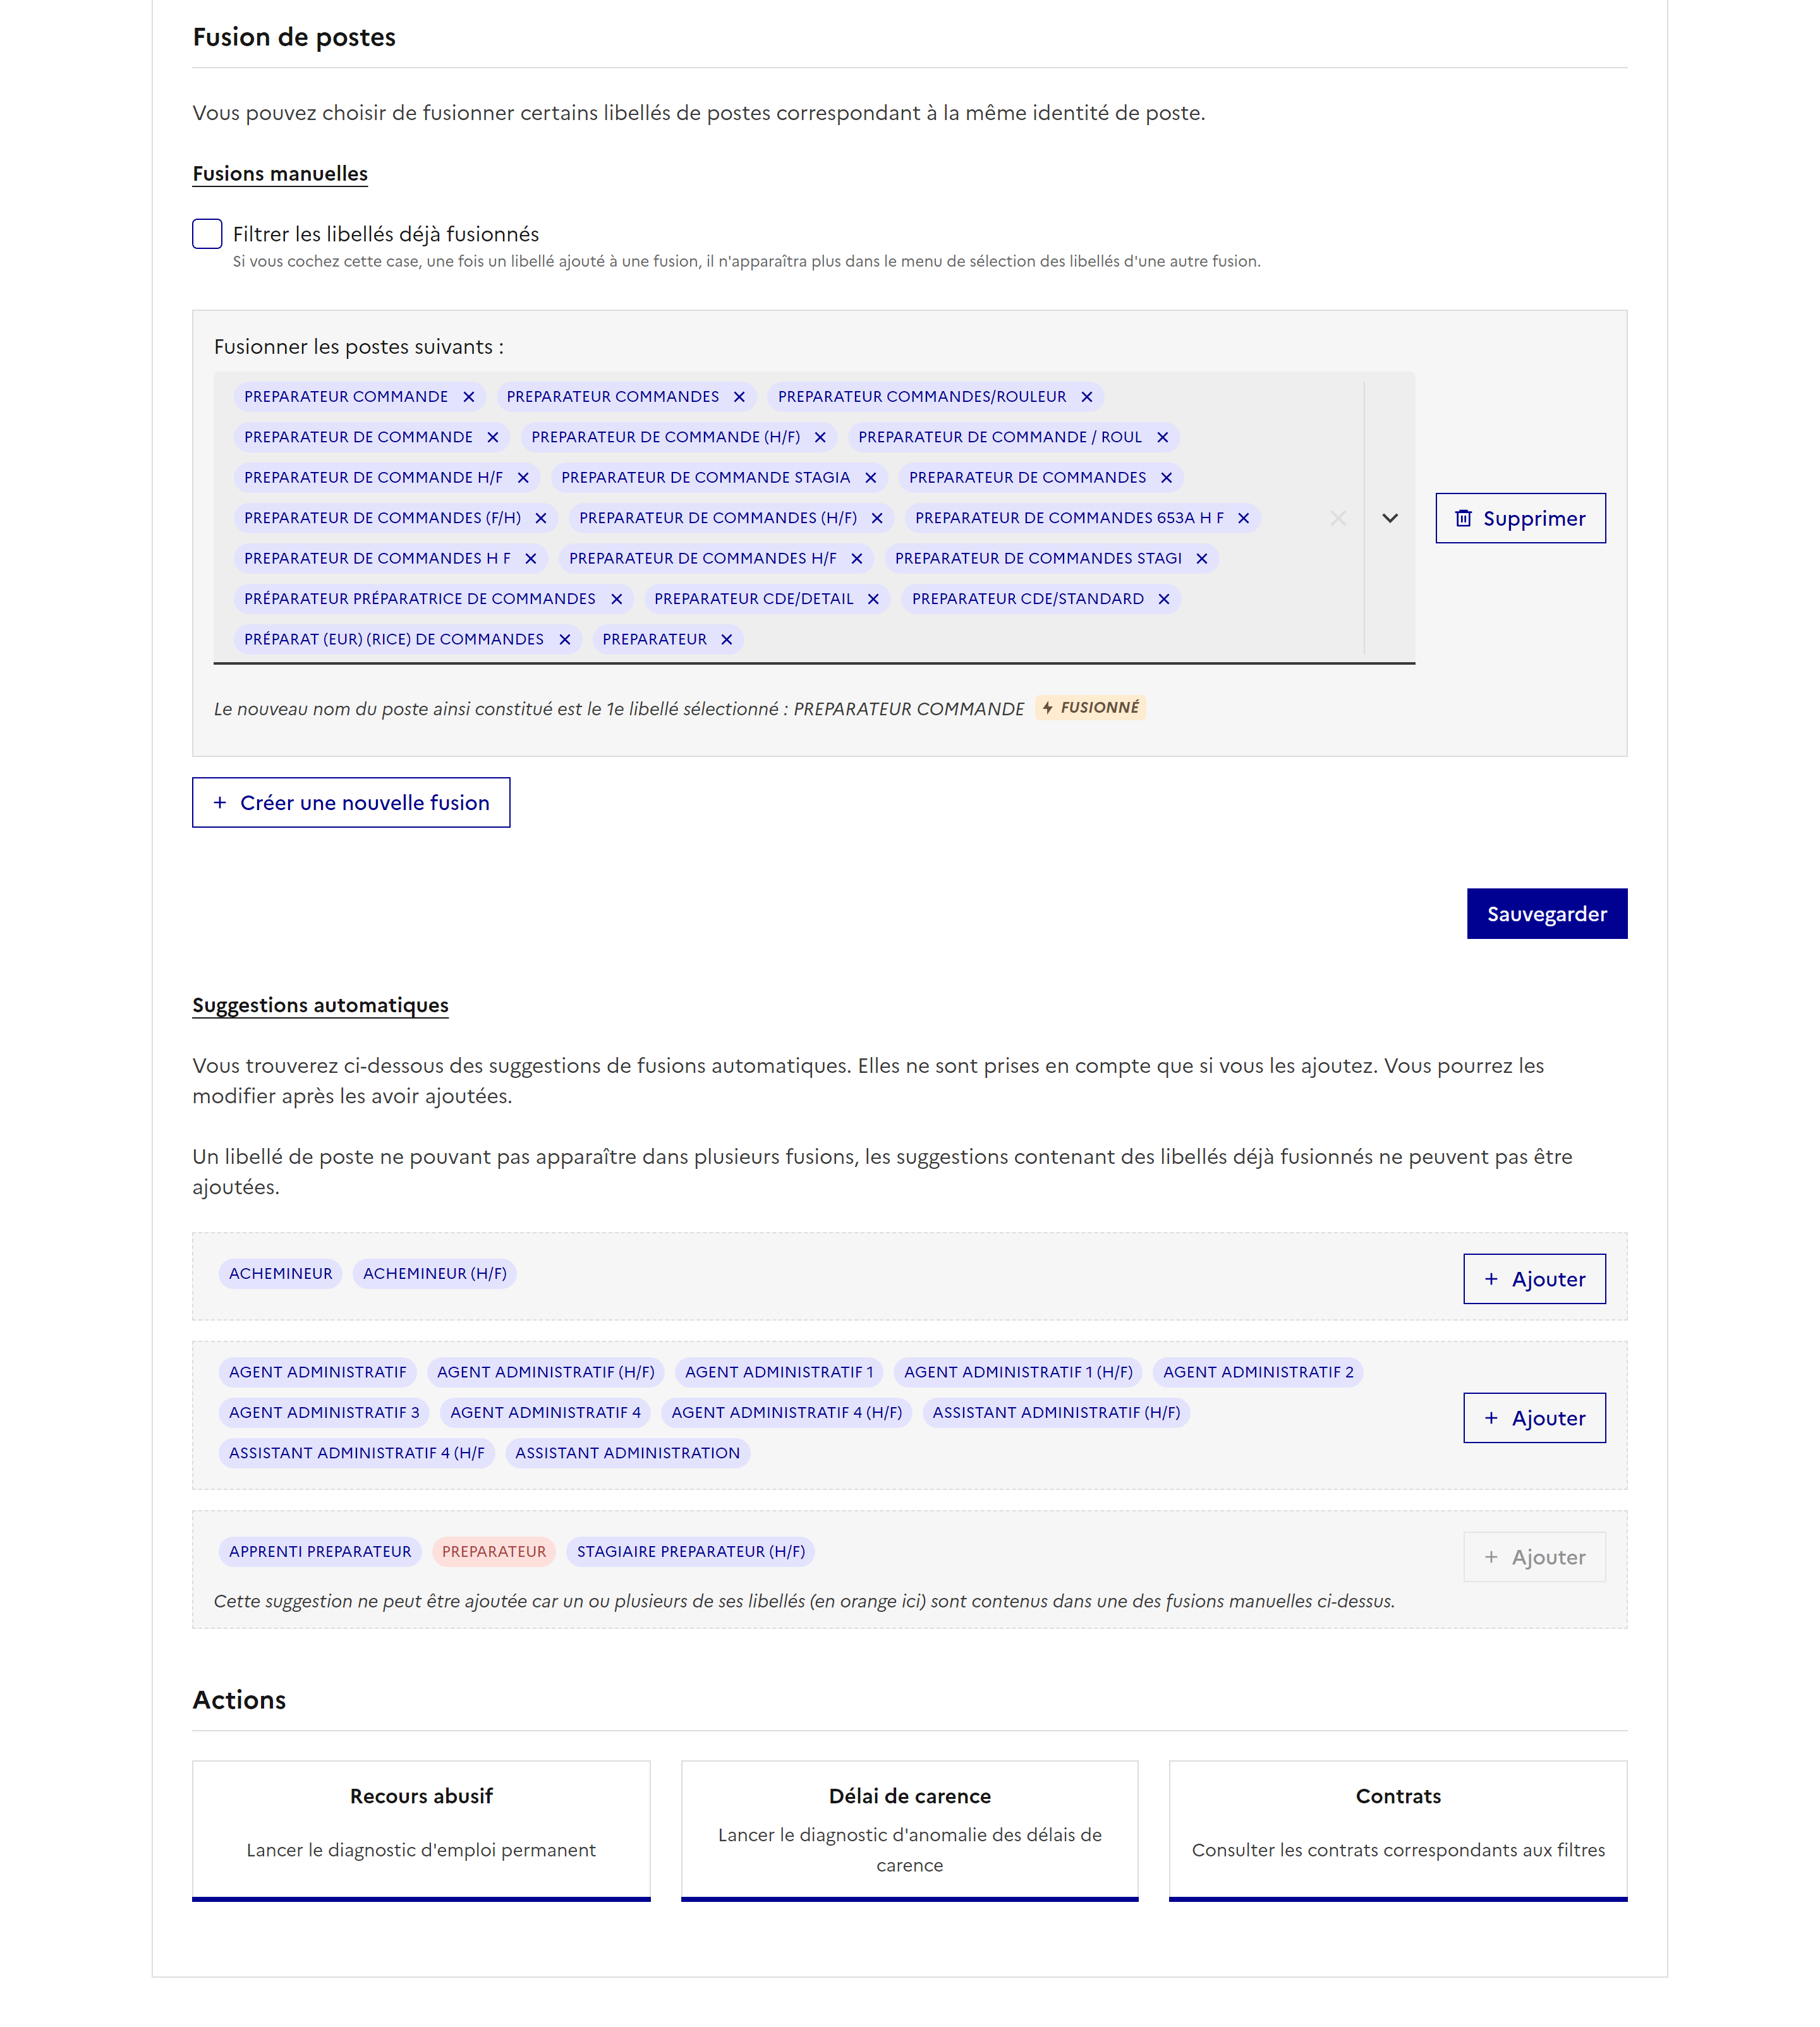 Fusion de postes
Vous pouvez choisir de fusionner certains libellés de postes correspondant à la même identité de poste.
Fusions manuelles
Filtrer les libellés déjà fusionnés
Si vous cochez cette case, une fois un libellé ajouté à une fusion, il n'apparaîtra plus dans le menu de sélection des libellés d'une autre fusion.
Fusionner les postes suivants :
PREPARATEUR COMMANDE PREPARATEUR COMMANDES PREPARATEUR COMMANDES/ROULEUR
PREPARATEUR DE COMMANDE PREPARATEUR DE COMMANDE (H/F) PREPARATEUR DE COMMANDE / ROUL
PREPARATEUR DE COMMANDE H/F PREPARATEUR DE COMMANDE STAGIA PREPARATEUR DE COMMANDES
PREPARATEUR DE COMMANDES (F/H) PREPARATEUR DE COMMANDES (H/F) PREPARATEUR DE COMMANDES 653A H F
Supprimer
PREPARATEUR DE COMMANDES H F PREPARATEUR DE COMMANDES H/F PREPARATEUR DE COMMANDES STAGI
PRÉPARATEUR PRÉPARATRICE DE COMMANDES PREPARATEUR CDE/DETAIL PREPARATEUR CDE/STANDARD
PRÉPARAT (EUR) (RICE) DE COMMANDES PREPARATEUR
Le nouveau nom du poste ainsi constitué est le 1e libellé sélectionné : PREPARATEUR COMMANDE FUSIONNÉ
+ Créer une nouvelle fusion
Sauvegarder
Suggestions automatiques
Vous trouverez ci-dessous des suggestions de fusions automatiques. Elles ne sont prises en compte que si vous les ajoutez. Vous pourrez les
modifier après les avoir ajoutées.
Un libellé de poste ne pouvant pas apparaître dans plusieurs fusions, les suggestions contenant des libellés déjà fusionnés ne peuvent pas être
ajoutées.
ACHEMINEUR ACHEMINEUR (H/F)
+ Ajouter
AGENT ADMINISTRATIF AGENT ADMINISTRATIF (H/F) AGENT ADMINISTRATIF 1 AGENT ADMINISTRATIF 1 (H/F) AGENT ADMINISTRATIF 2
AGENT ADMINISTRATIF 3 AGENT ADMINISTRATIF 4 AGENT ADMINISTRATIF 4 (H/F) ASSISTANT ADMINISTRATIF (H/F)
+ Ajouter
ASSISTANT ADMINISTRATIF 4 (H/F ASSISTANT ADMINISTRATION
APPRENTI PREPARATEUR PREPARATEUR STAGIAIRE PREPARATEUR (H/F)
+ Ajouter
Cette suggestion ne peut être ajoutée car un ou plusieurs de ses libellés (en orange ici) sont contenus dans une des fusions manuelles ci-dessus.
Actions
Recours abusif
Lancer le diagnostic d'emploi permanent
Délai de carence
Lancer le diagnostic d'anomalie des délais de
carence
Contrats
Consulter les contrats correspondants aux filtres